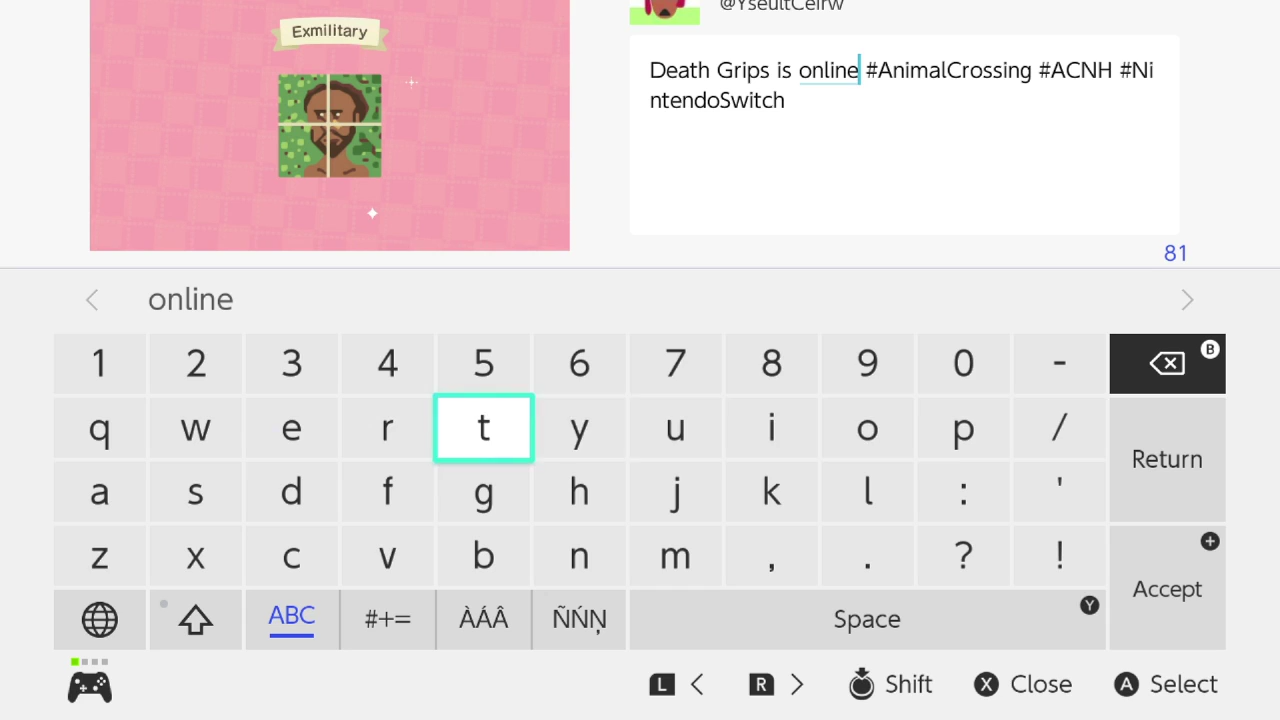 Exmilitary
@YseultCeirw
Death Grips is online #AnimalCrossing #ACNH #Ni
ntendoSwitch
81
online
1 2 3 4 5 6 7 8 9 0 - B
q w e r t y u i o p /
Return
a s d f g h j k l : '
z x c v b n m , . ? ! +
Accept
ABC #+= ÀÁÂ ÑŃŅ Space Y
L < R > Shift X Close A Select